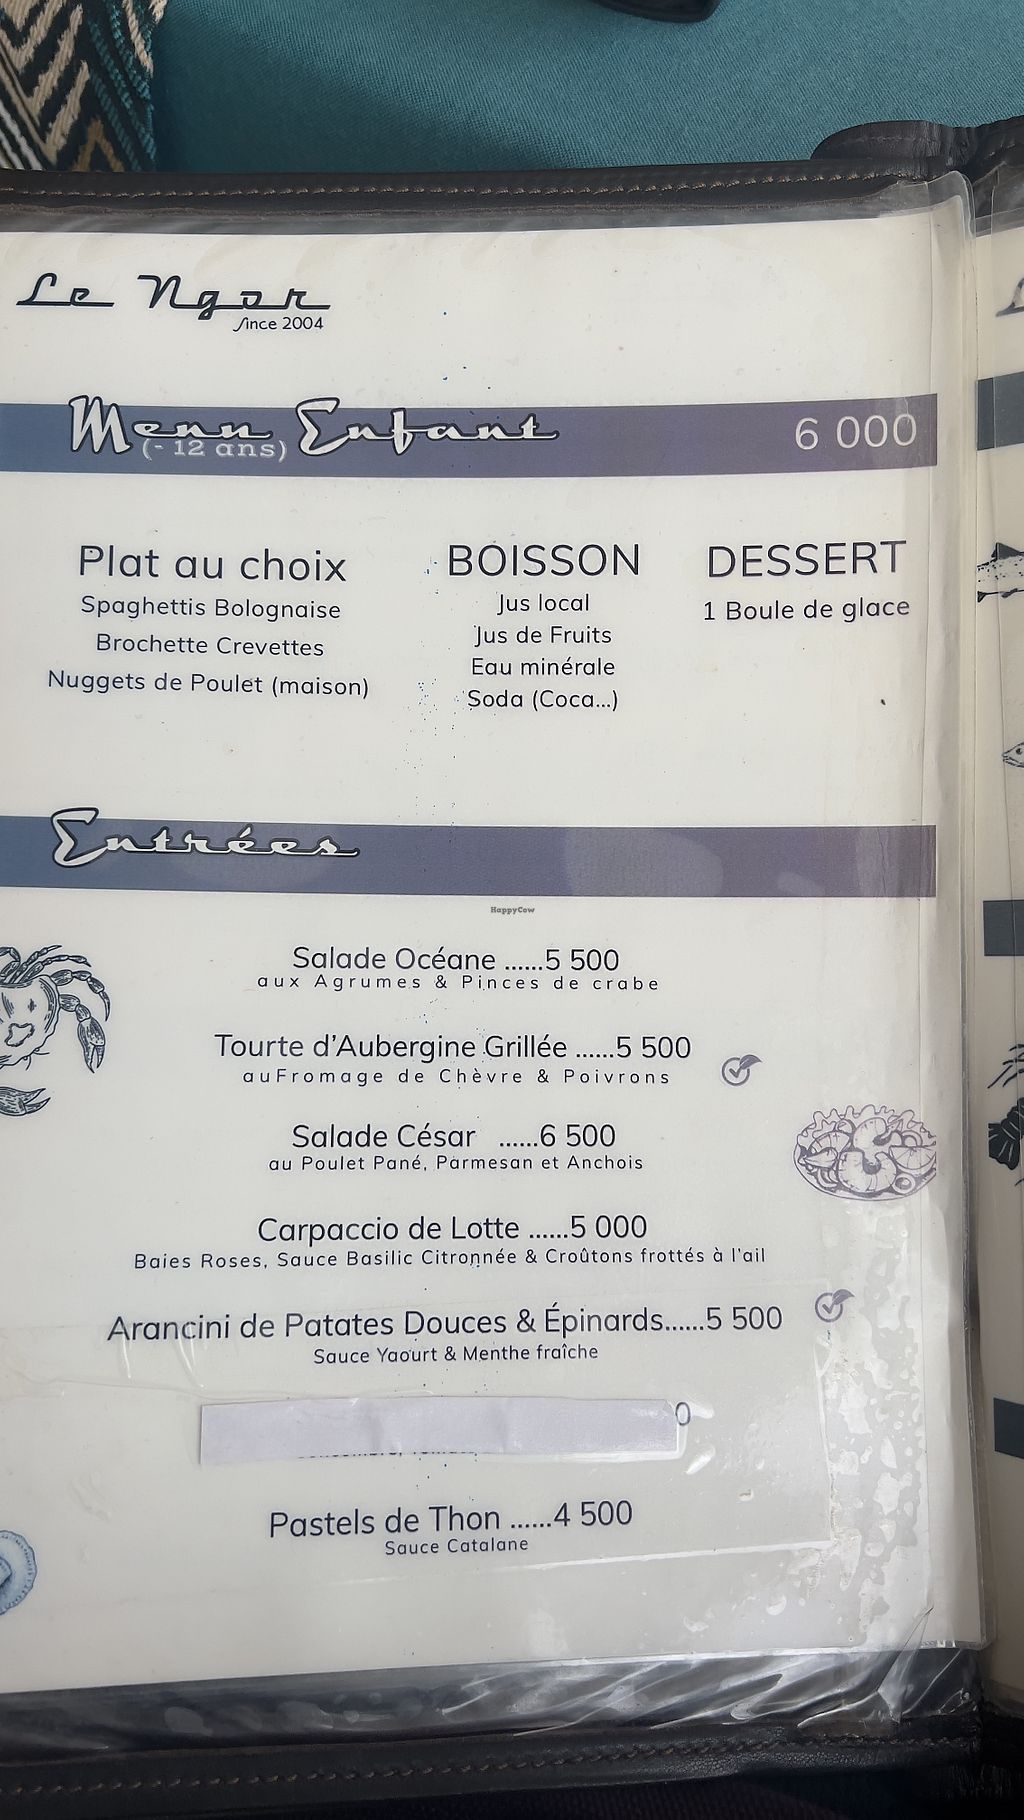 Le Ngor
Since 2004
Menu Enfant
(- 12 ans)
6 000
Plat au choix
Spaghettis Bolognaise
Brochette Crevettes
Nuggets de Poulet (maison)
BOISSON
Jus local
Jus de Fruits
Eau minérale
Soda (Coca...)
DESSERT
1 Boule de glace
Entrées
HappyCow
Salade Océane ......5 500
aux Agrumes & Pinces de crabe
Tourte d'Aubergine Grillée ......5 500
auFromage de Chèvre & Poivrons
Salade César ......6 500
au Poulet Pané, Parmesan et Anchois
Carpaccio de Lotte ......5 000
Baies Roses, Sauce Basilic Citronnée & Croûtons frottés à l'ail
Arancini de Patates Douces & Épinards......5 500
Sauce Yaourt & Menthe fraîche
0
Pastels de Thon ......4 500
Sauce Catalane